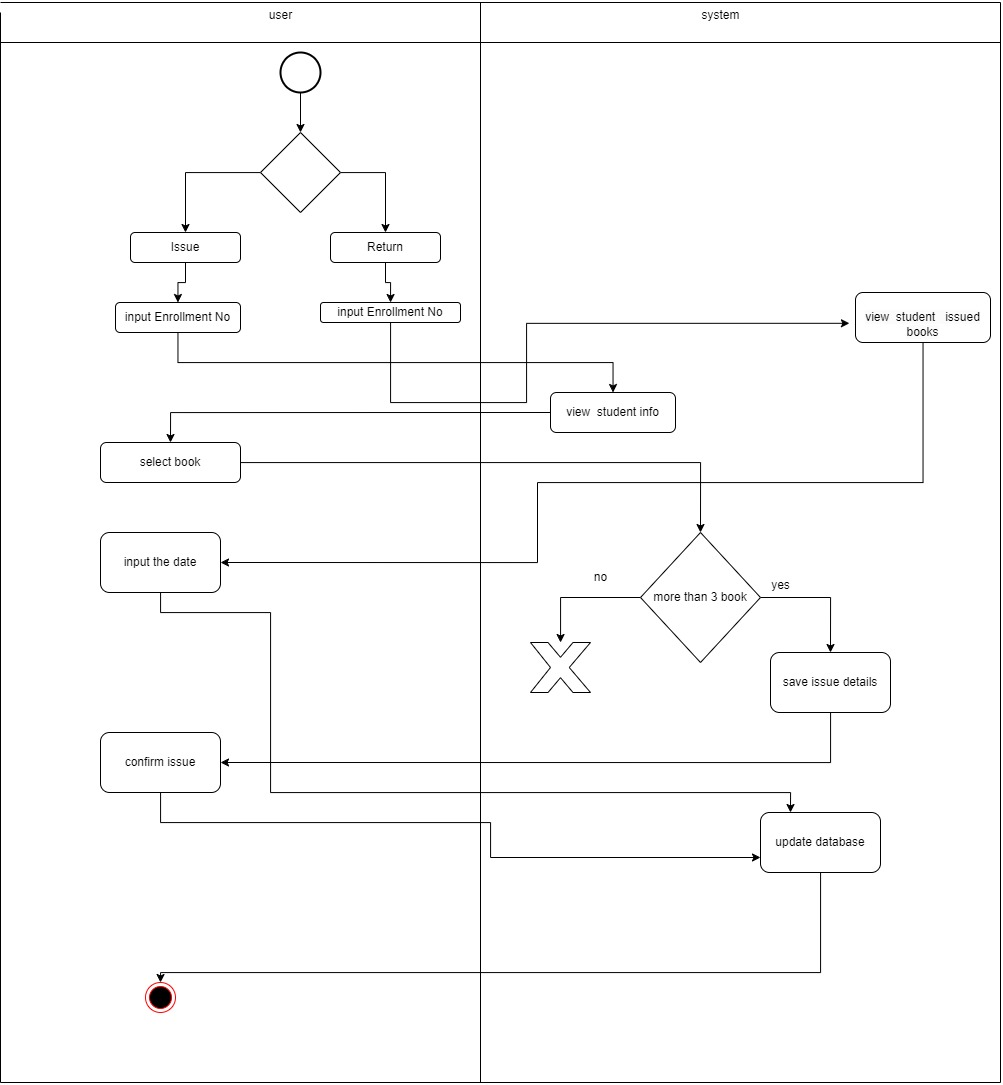 user
system
Issue
Return
input Enrollment No
input Enrollment No
view student issued
books
view student info
select book
input the date
no
more than 3 book
yes
X
save issue details
confirm issue
update database